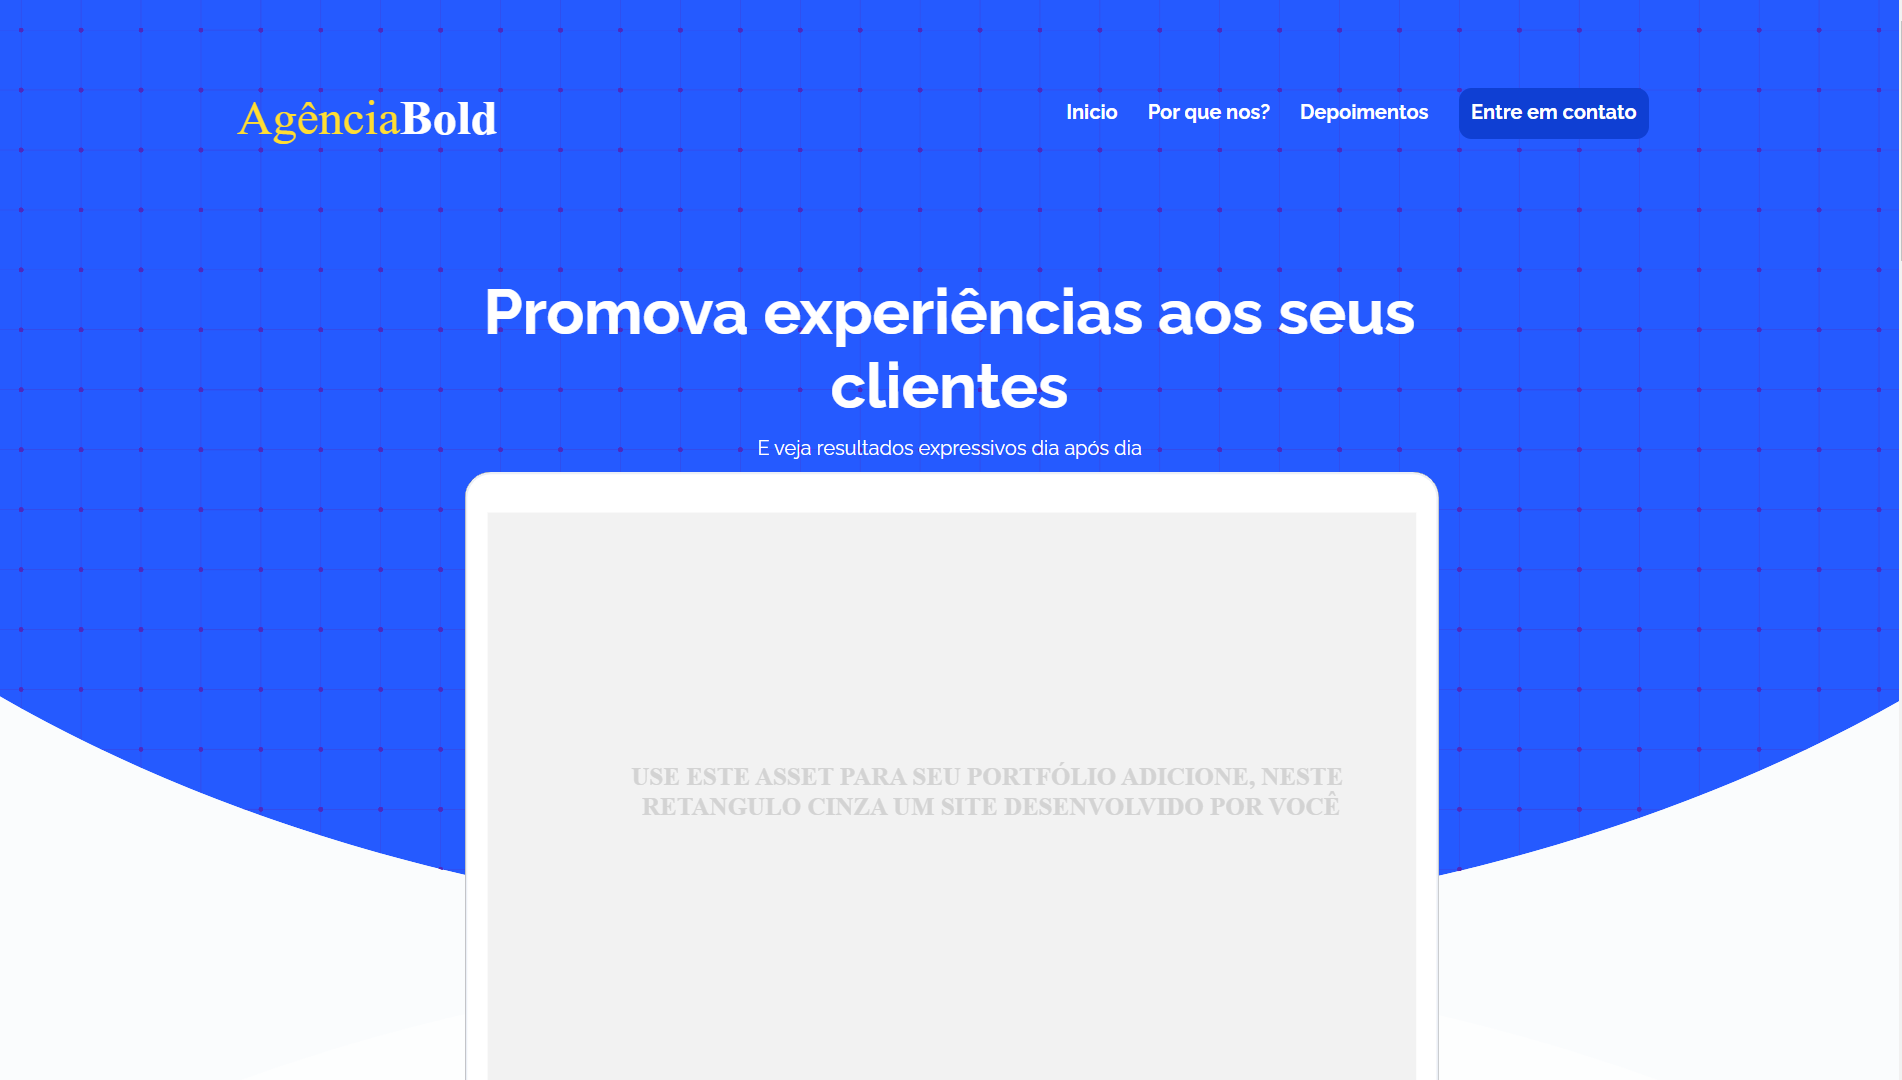 AgênciaBold
Inicio Por que nos? Depoimentos Entre em contato
Promova experiências aos seus
clientes
E veja resultados expressivos dia após dia
USE ESTE ASSET PARA SEU PORTFÓLIO ADICIONE, NESTE
RETANGULO CINZA UM SITE DESENVOLVIDO POR VOCÊ